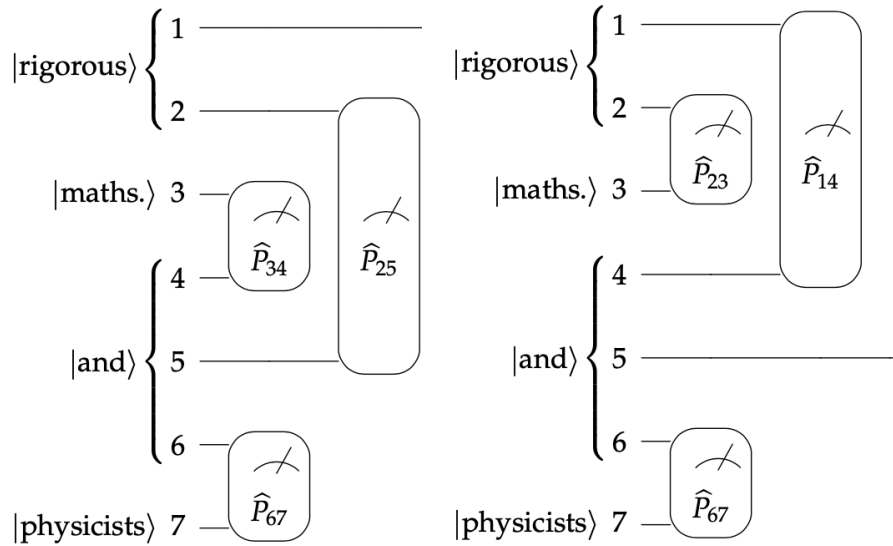 1
|rigorous⟩
2
|maths.⟩ 3
P̂34
P̂25
4
|and⟩ 5
6
|physicists⟩ 7
P̂67
1
|rigorous⟩
2
P̂23
P̂14
|maths.⟩ 3
4
|and⟩ 5
6
|physicists⟩ 7
P̂67